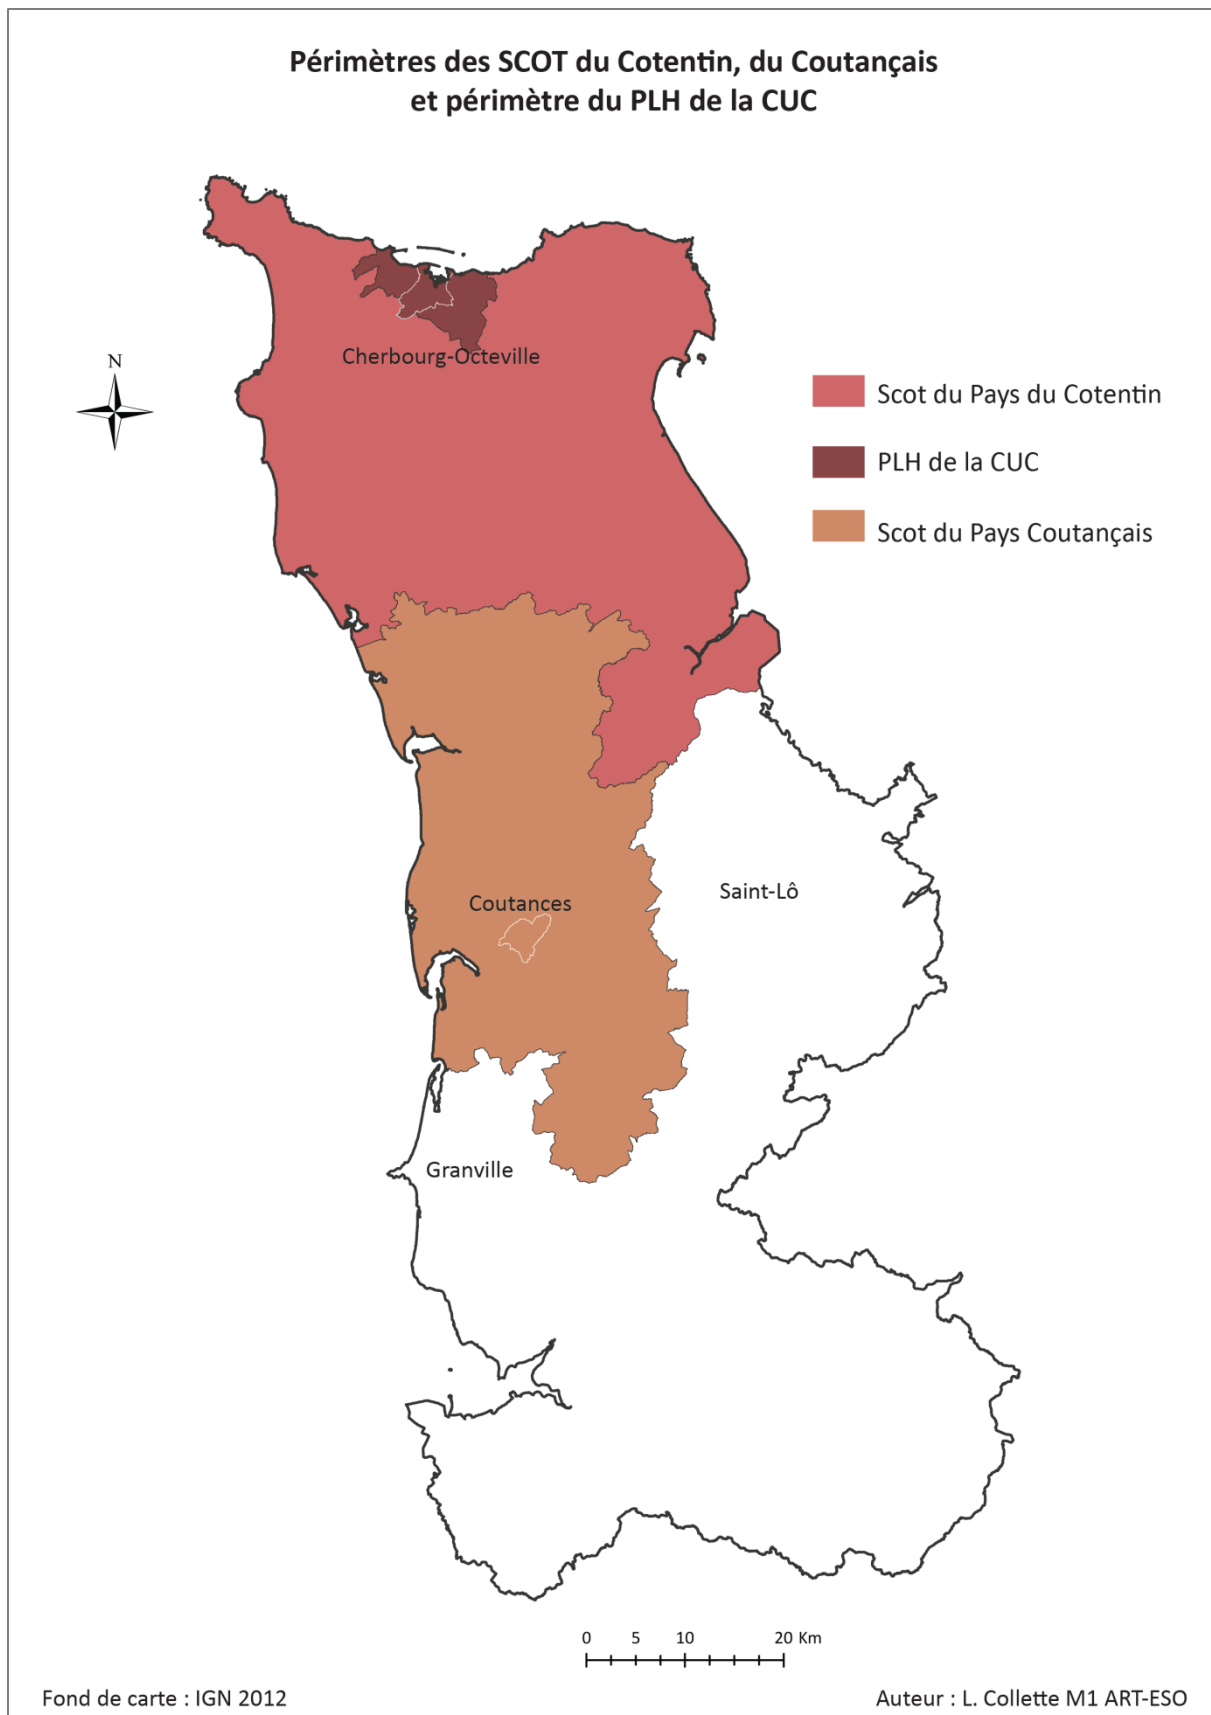 Périmètres des SCOT du Cotentin, du Coutançais
et périmètre du PLH de la CUC
Cherbourg-Octeville
N
Scot du Pays du Cotentin
PLH de la CUC
Scot du Pays Coutançais
Saint-Lô
Coutances
Granville
0 5 10 20 Km
Fond de carte : IGN 2012
Auteur : L. Collette M1 ART-ESO